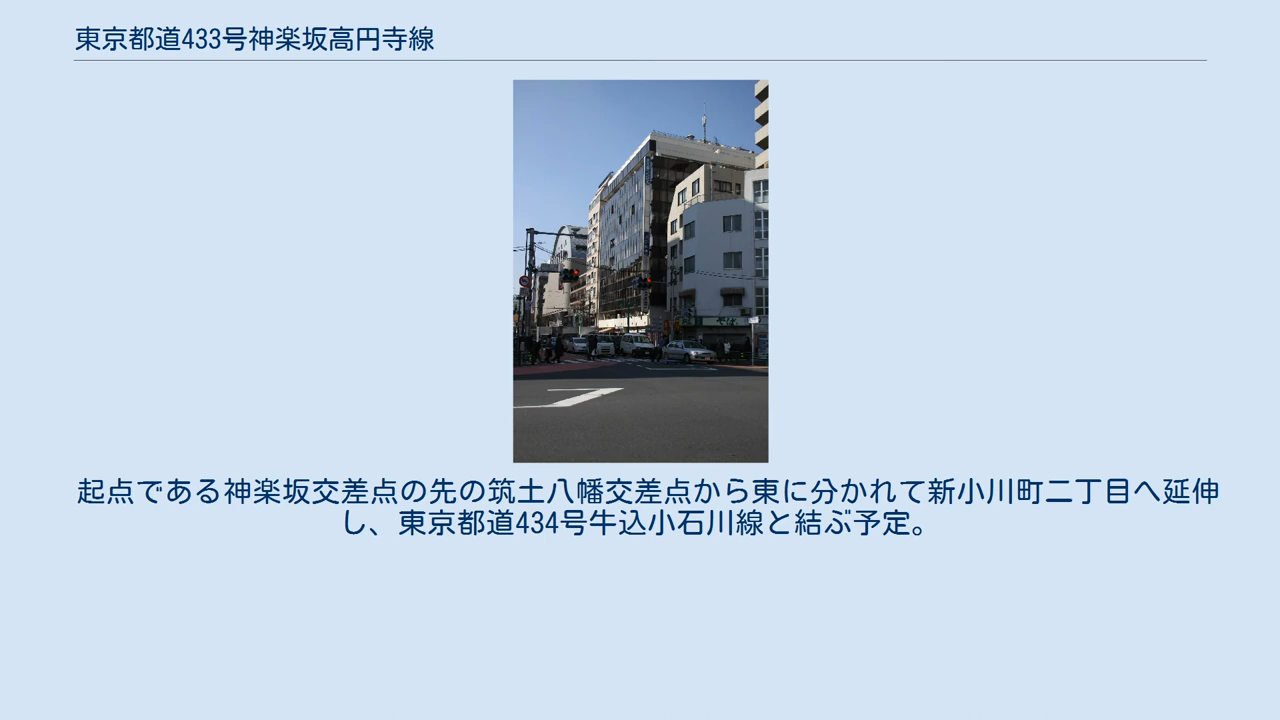 東京都道433号神楽坂高円寺線
起点である神楽坂交差点の先の筑土八幡交差点から東に分かれて新小川町二丁目へ延伸
し、東京都道434号牛込小石川線と結ぶ予定。